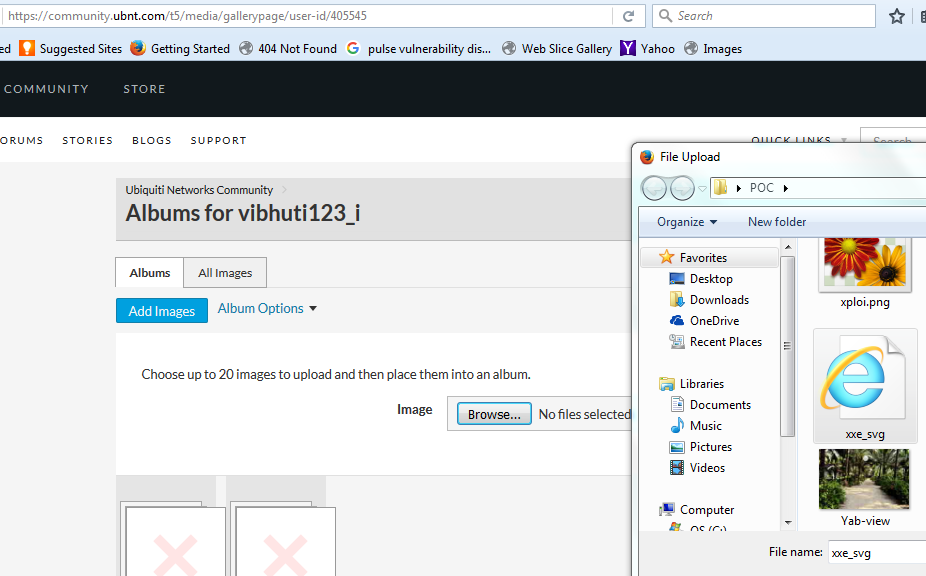 https://community.ubnt.com/t5/media/gallerypage/user-id/405545
Search
ed Suggested Sites Getting Started 404 Not Found pulse vulnerability dis... Web Slice Gallery Yahoo Images
COMMUNITY STORE
ORUMS STORIES BLOGS SUPPORT QUICK LINKS Search
Ubiquiti Networks Community
Albums for vibhuti123_i
Albums All Images
Add Images Album Options
Choose up to 20 images to upload and then place them into an album.
Image Browse... No files selected
File Upload
POC
Organize New folder
Favorites
Desktop
Downloads
OneDrive
Recent Places
Libraries
Documents
Music
Pictures
Videos
Computer
OS (C:)
xploi.png
xxe_svg
Yab-view
File name: xxe_svg